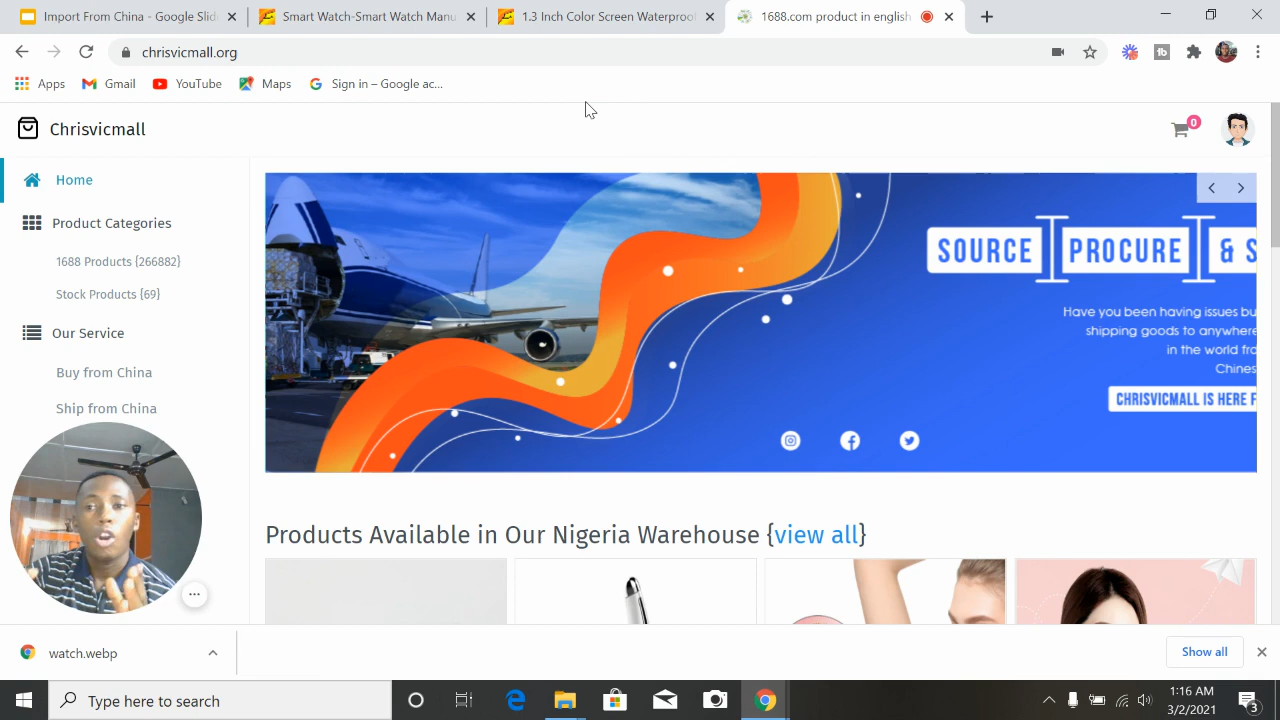 Import From China - Google Slid
Smart Watch-Smart Watch Manu
1.3 Inch Color Screen Waterproof
1688.com product in english
chrisvicmall.org
Apps
Gmail
YouTube
Maps
Sign in – Google ac...
Chrisvicmall
0
Home
Product Categories
1688 Products {266882}
Stock Products {69}
Our Service
Buy from China
Ship from China
SOURCE PROCURE & S
Have you been having issues bu
shipping goods to anywhere
in the world fro
Chines
CHRISVICMALL IS HERE F
Products Available in Our Nigeria Warehouse {view all}
watch.webp
Show all
Type here to search
1:16 AM
3/2/2021
3